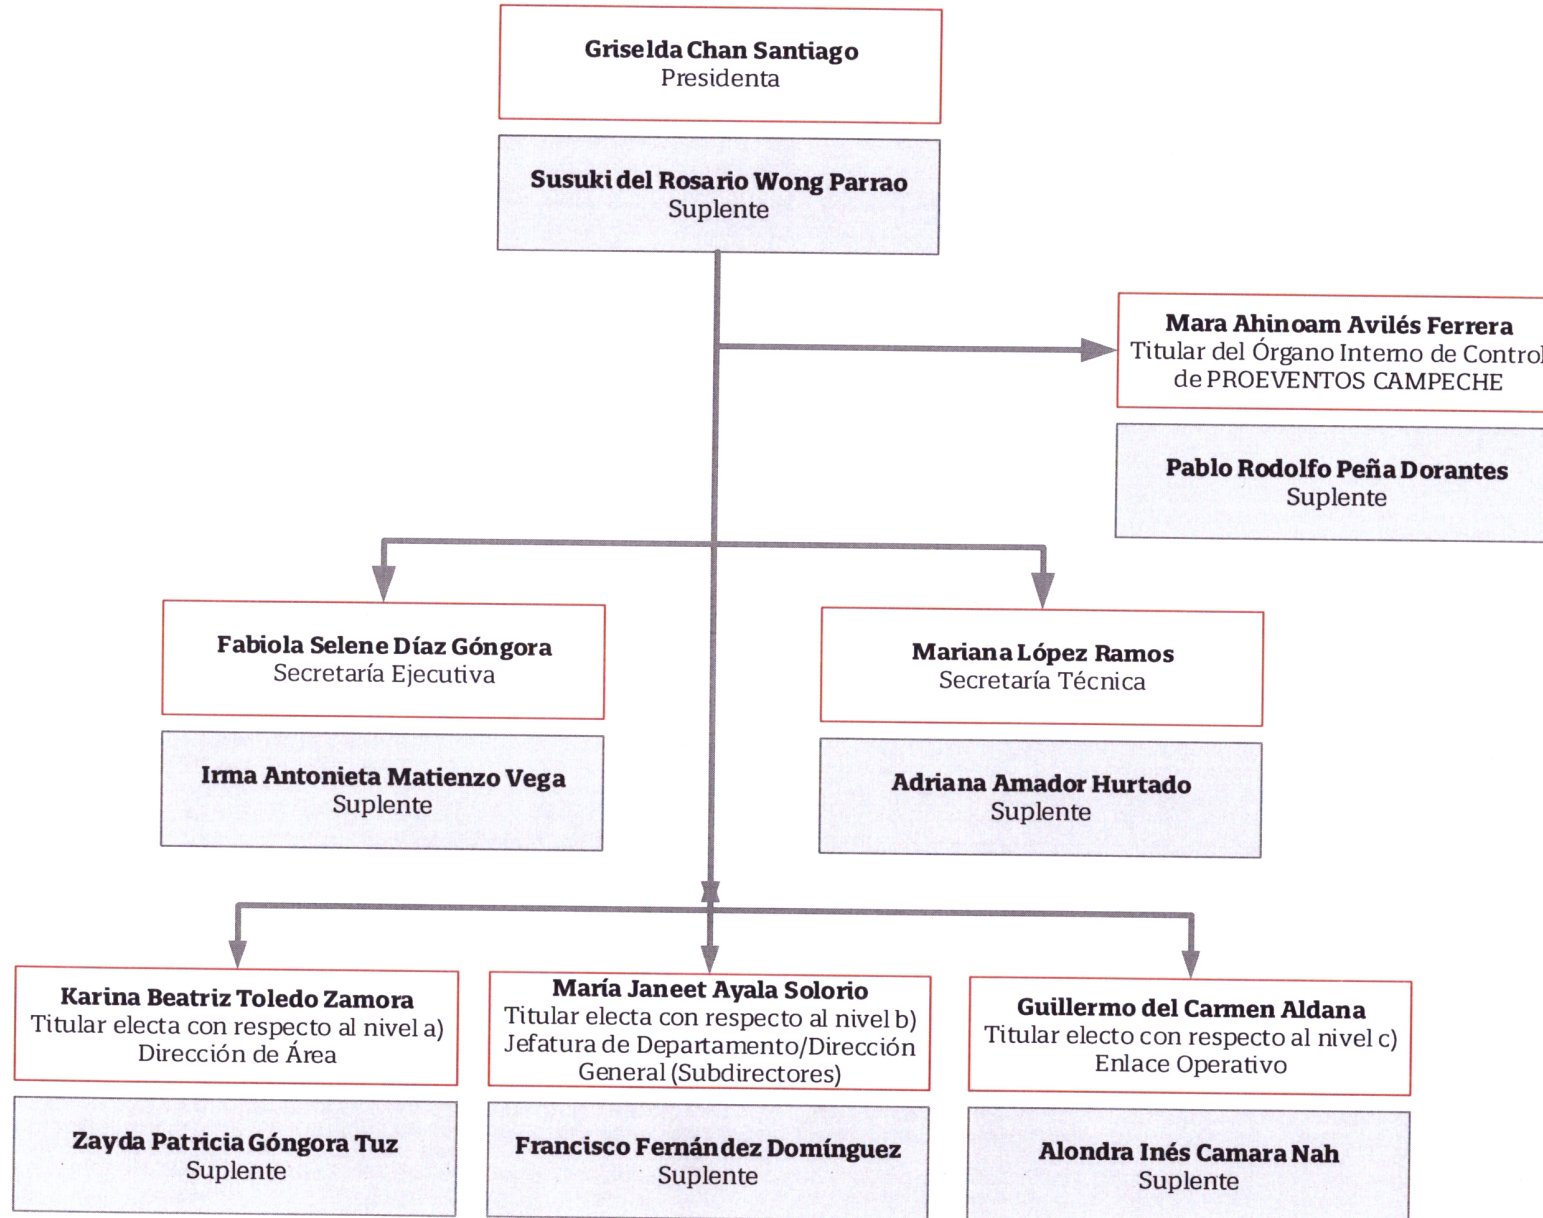 Griselda Chan Santiago
Presidenta
Susuki del Rosario Wong Parrao
Suplente
Mara Ahinoam Avilés Ferrera
Titular del Órgano Interno de Control
de PROEVENTOS CAMPECHE
Pablo Rodolfo Peña Dorantes
Suplente
Fabiola Selene Díaz Góngora
Secretaría Ejecutiva
Irma Antonieta Matienzo Vega
Suplente
Mariana López Ramos
Secretaría Técnica
Adriana Amador Hurtado
Suplente
Karina Beatriz Toledo Zamora
Titular electa con respecto al nivel a)
Dirección de Área
Zayda Patricia Góngora Tuz
Suplente
María Janeet Ayala Solorio
Titular electa con respecto al nivel b)
Jefatura de Departamento/Dirección
General (Subdirectores)
Francisco Fernández Domínguez
Suplente
Guillermo del Carmen Aldana
Titular electo con respecto al nivel c)
Enlace Operativo
Alondra Inés Camara Nah
Suplente